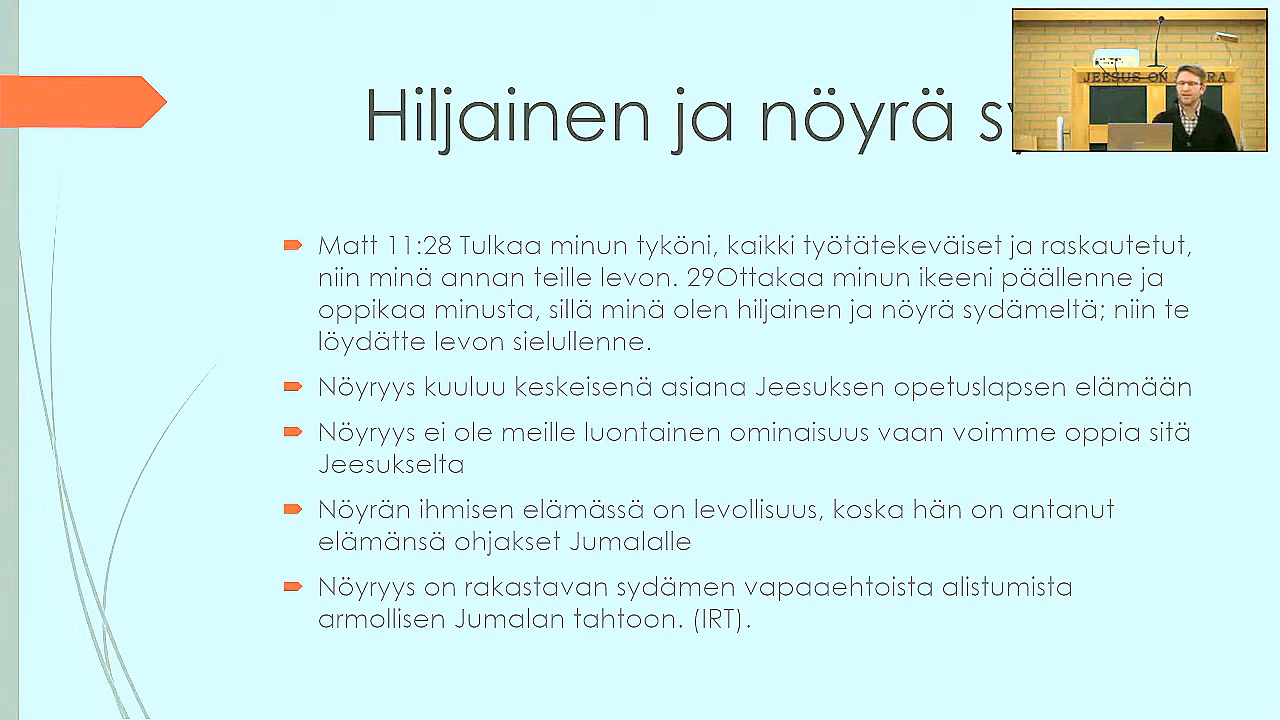 Hiljainen ja nöyrä
JEESUS ON
Matt 11:28 Tulkaa minun tyköni, kaikki työtätekeväiset ja raskautetut,
niin minä annan teille levon. 29Ottakaa minun ikeeni päällenne ja
oppikaa minusta, sillä minä olen hiljainen ja nöyrä sydämeltä; niin te
löydätte levon sielullenne.
Nöyryys kuuluu keskeisenä asiana Jeesuksen opetuslapsen elämään
Nöyryys ei ole meille luontainen ominaisuus vaan voimme oppia sitä
Jeesukselta
Nöyrän ihmisen elämässä on levollisuus, koska hän on antanut
elämänsä ohjakset Jumalalle
Nöyryys on rakastavan sydämen vapaaehtoista alistumista
armollisen Jumalan tahtoon. (IRT).